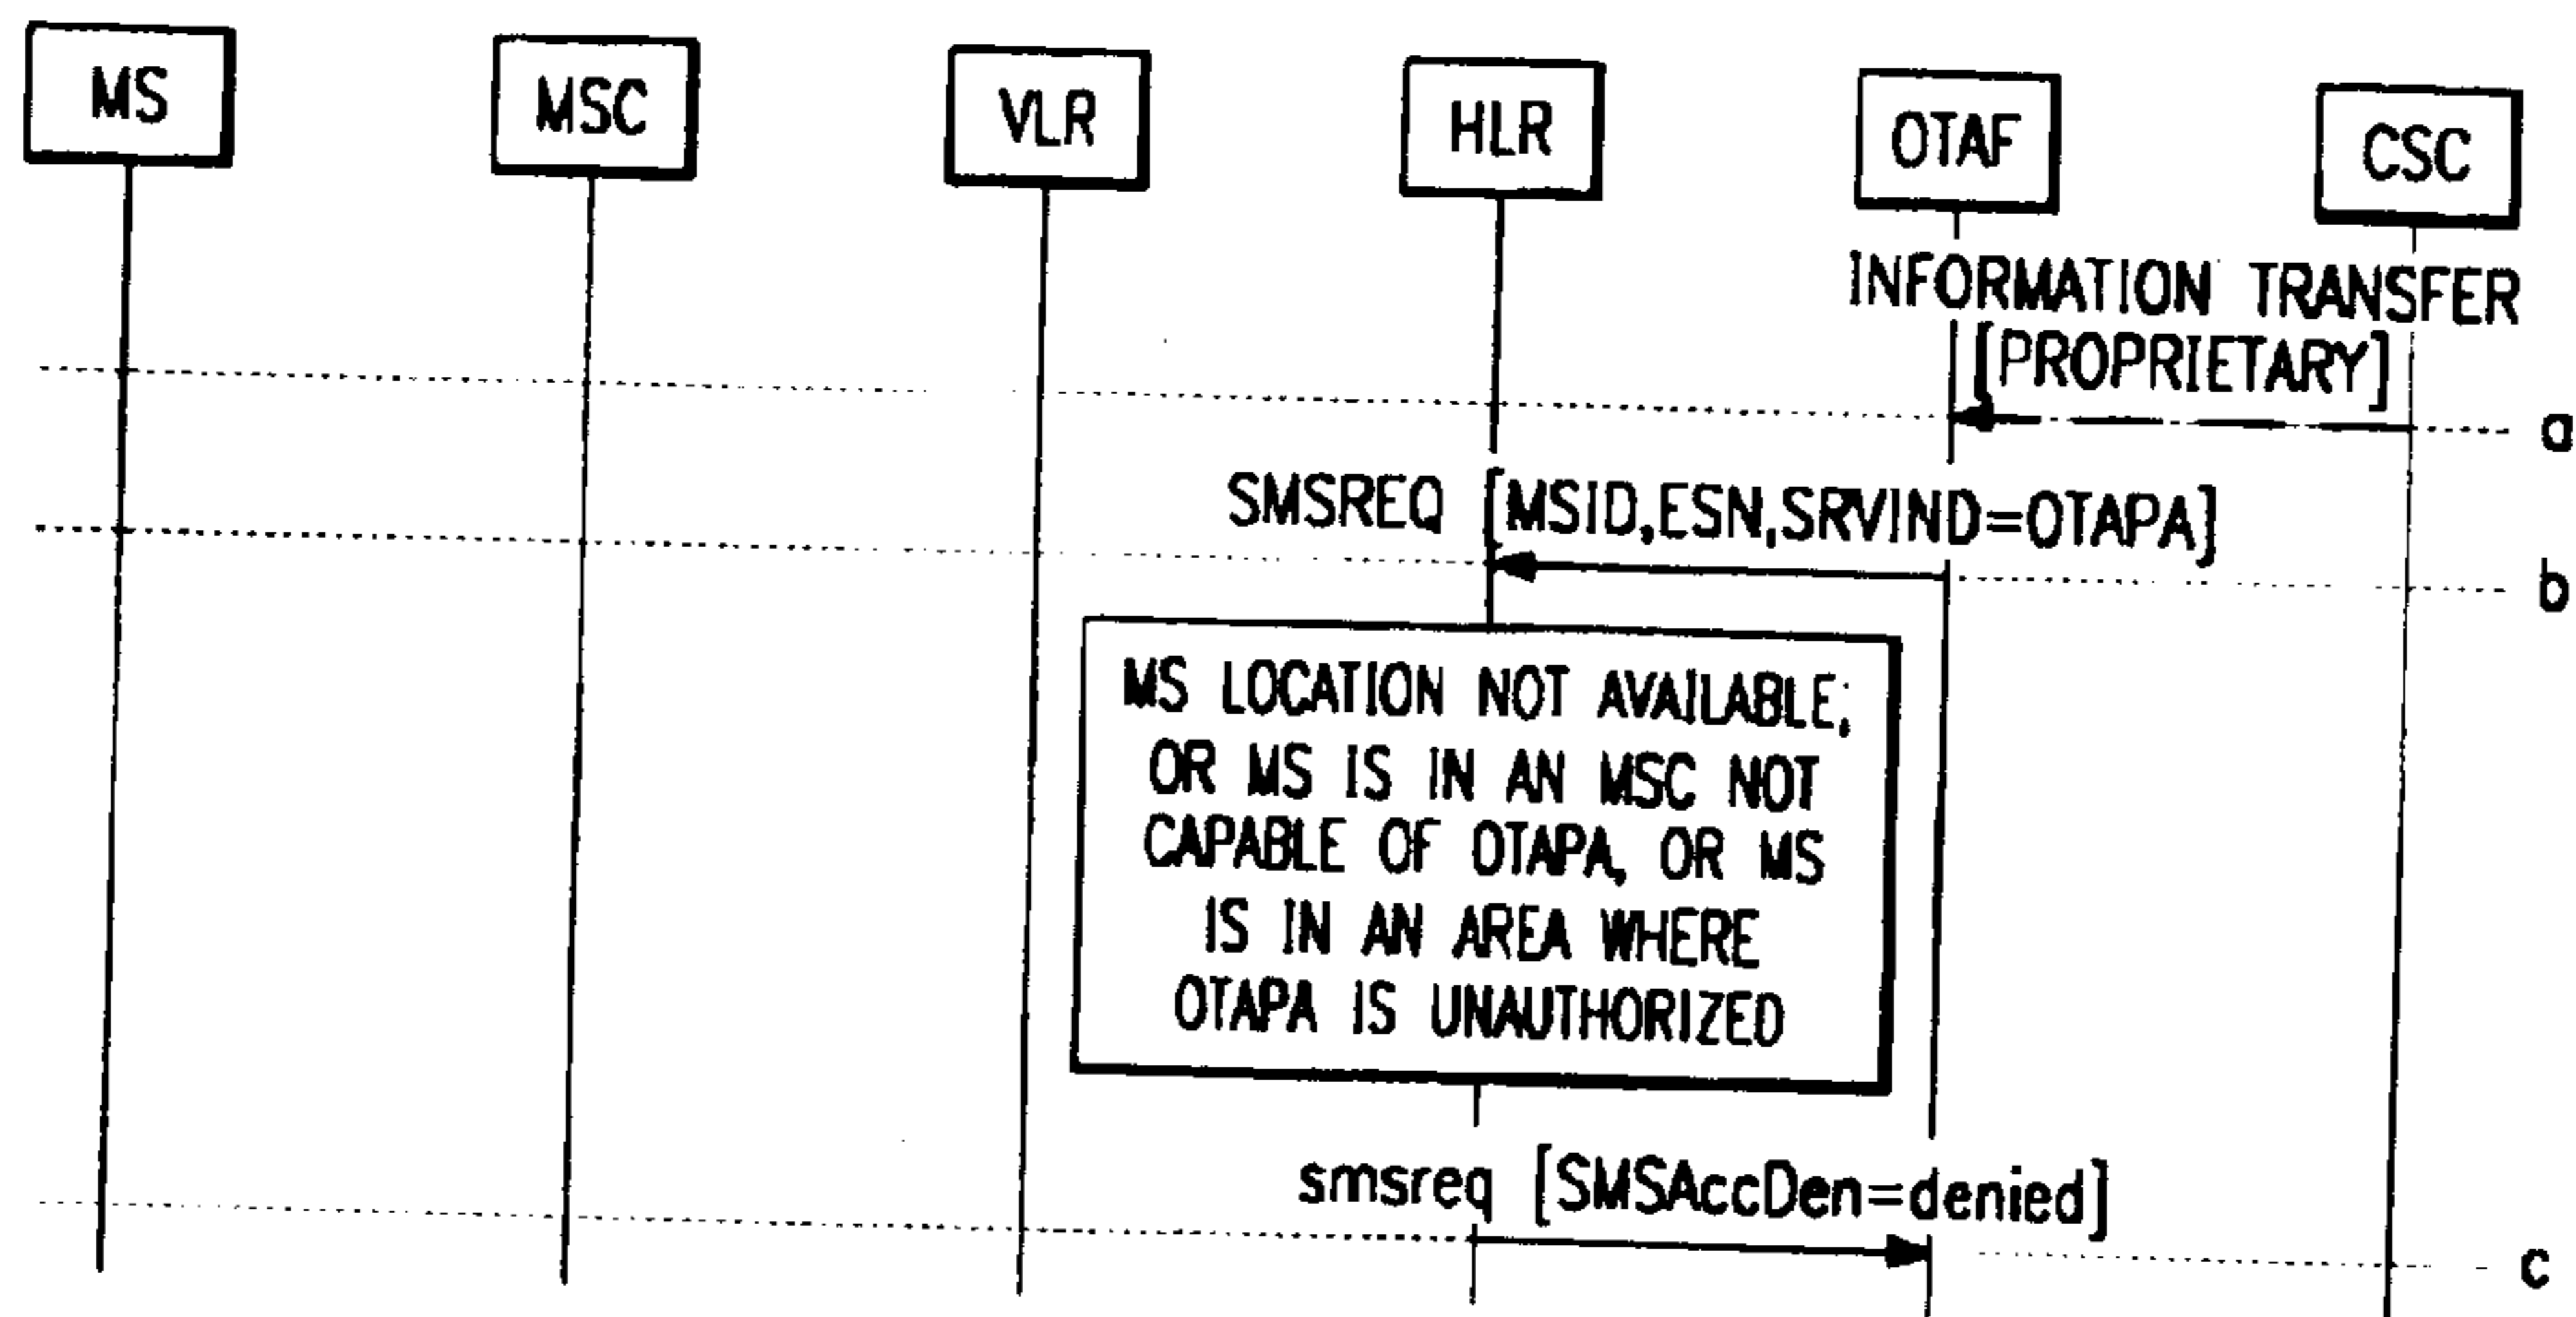 MS
MSC
VLR
HLR
OTAF
CSC
INFORMATION TRANSFER
[PROPRIETARY]
a
SMSREQ [MSID,ESN,SRVIND=OTAPA]
b
MS LOCATION NOT AVAILABLE;
OR MS IS IN AN MSC NOT
CAPABLE OF OTAPA, OR MS
IS IN AN AREA WHERE
OTAPA IS UNAUTHORIZED
smsreq [SMSAccDen=denied]
c